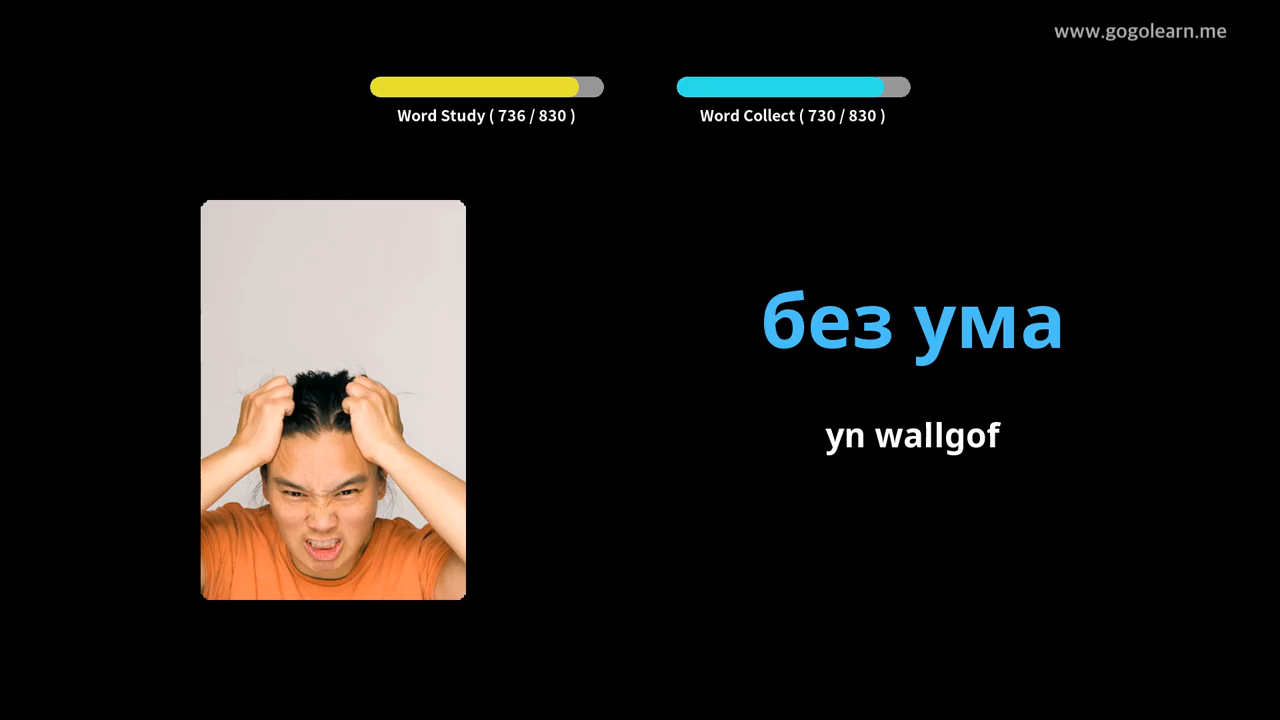 www.gogolearn.me
Word Study ( 736 / 830 )
Word Collect ( 730 / 830 )
без ума
yn wallgof